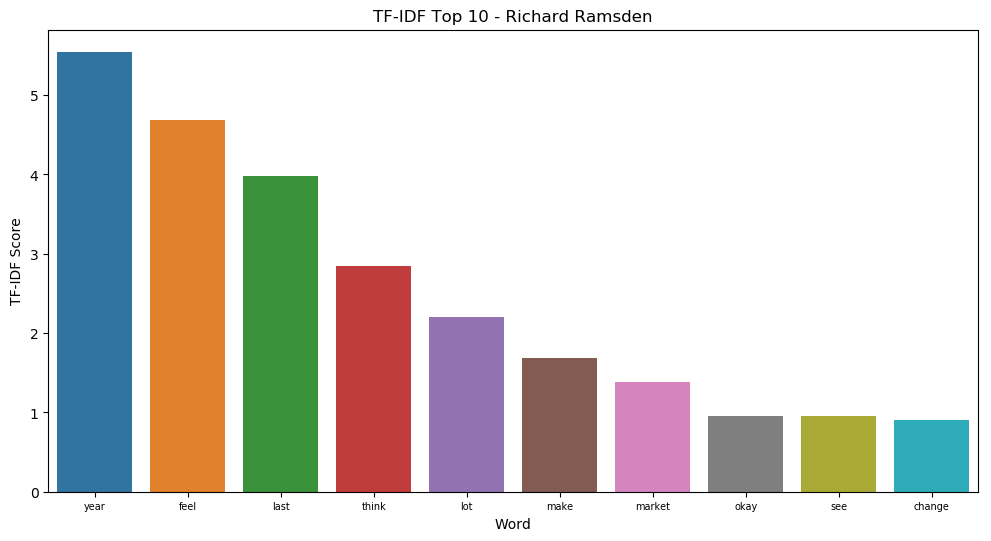 TF-IDF Top 10 - Richard Ramsden
TF-IDF Score
5
4
3
2
1
0
year feel last think lot make market okay see change
Word